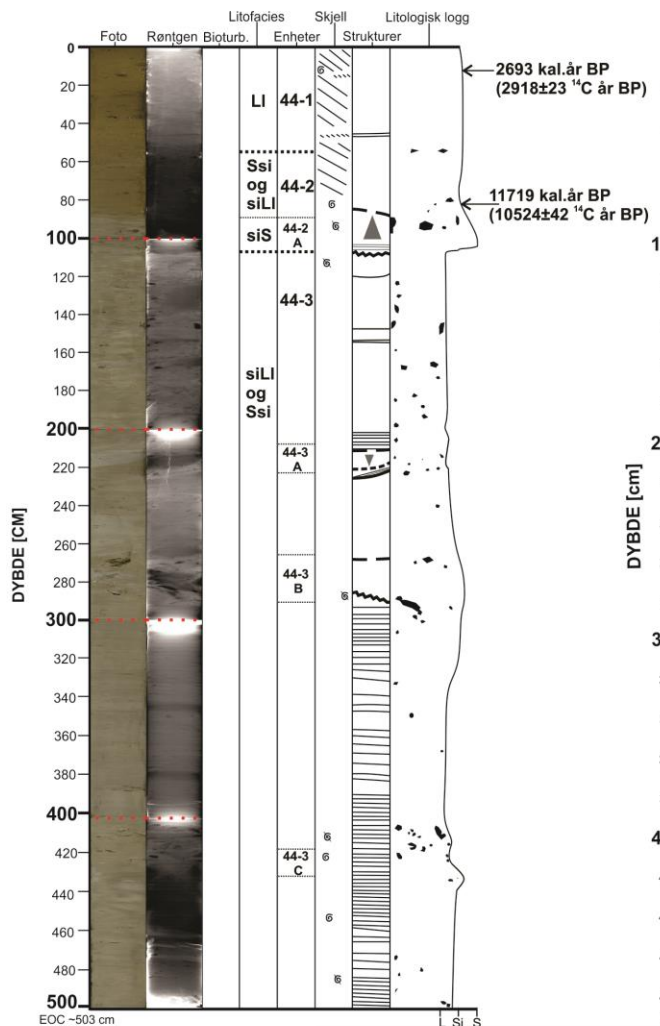 Litofacies Skjell
Foto Røntgen Bioturb. Enheter Strukturer Litologisk logg
0
20
40
60
80
100
120
140
160
180
200
220
240
260
280
300
320
340
360
380
400
420
440
460
480
500
DYBDE [CM]
Ll
Ssi
og
siLl
siS
siLl
og
Ssi
44-1
44-2
44-2
A
44-3
44-3
A
44-3
B
44-3
C
2693 kal.år BP
(2918±23 ¹⁴C år BP)
11719 kal.år BP
(10524±42 ¹⁴C år BP)
L Si S
EOC ~503 cm
DYBDE [cm]
1
2
3
4